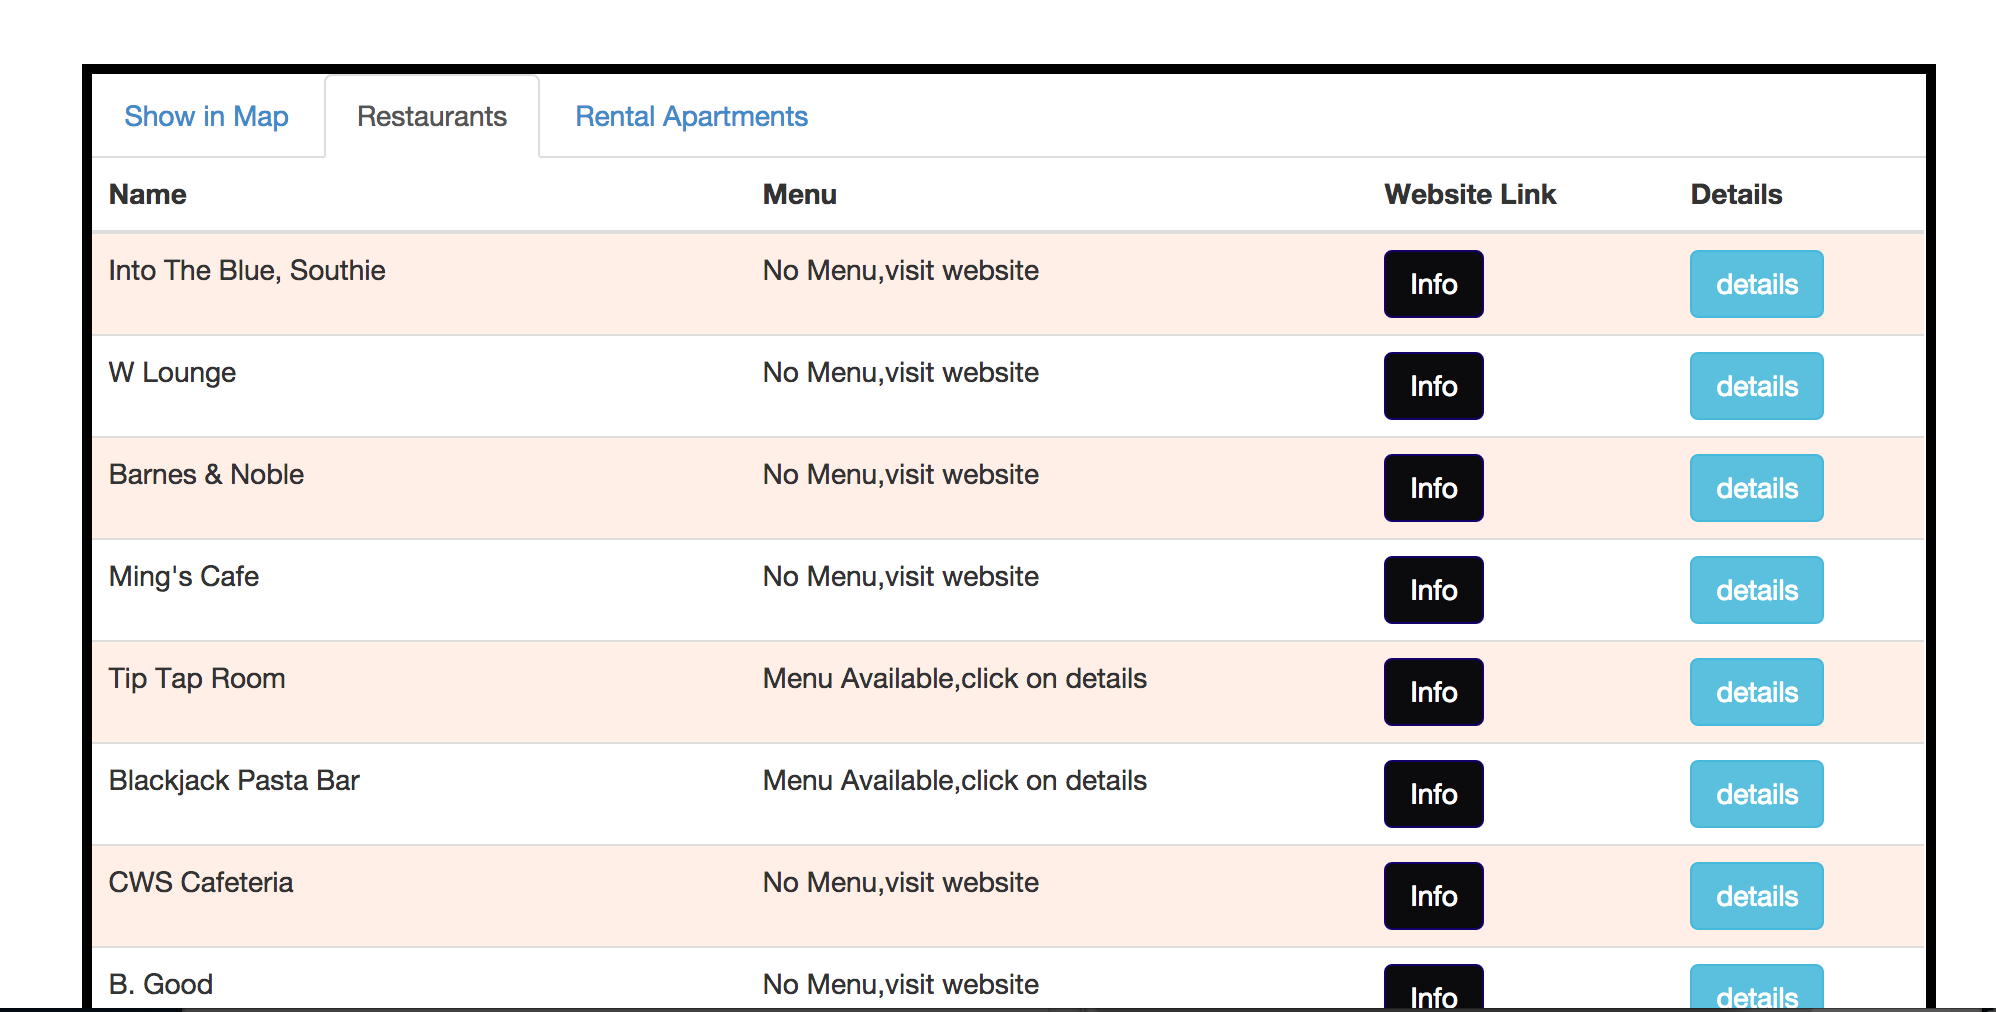 Show in Map Restaurants Rental Apartments
Name Menu Website Link Details
Into The Blue, Southie No Menu,visit website Info details
W Lounge No Menu,visit website Info details
Barnes & Noble No Menu,visit website Info details
Ming's Cafe No Menu,visit website Info details
Tip Tap Room Menu Available,click on details Info details
Blackjack Pasta Bar Menu Available,click on details Info details
CWS Cafeteria No Menu,visit website Info details
B. Good No Menu,visit website Info details